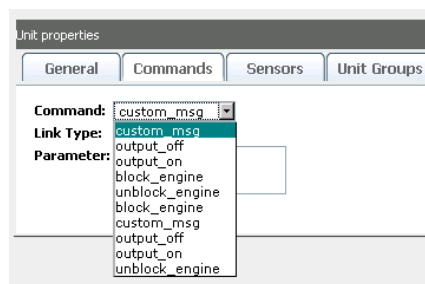 Unit properties
General Commands Sensors Unit Groups
Command: custom_msg
Link Type:
Parameter:
custom_msg
output_off
output_on
block_engine
unblock_engine
block_engine
custom_msg
output_off
output_on
unblock_engine